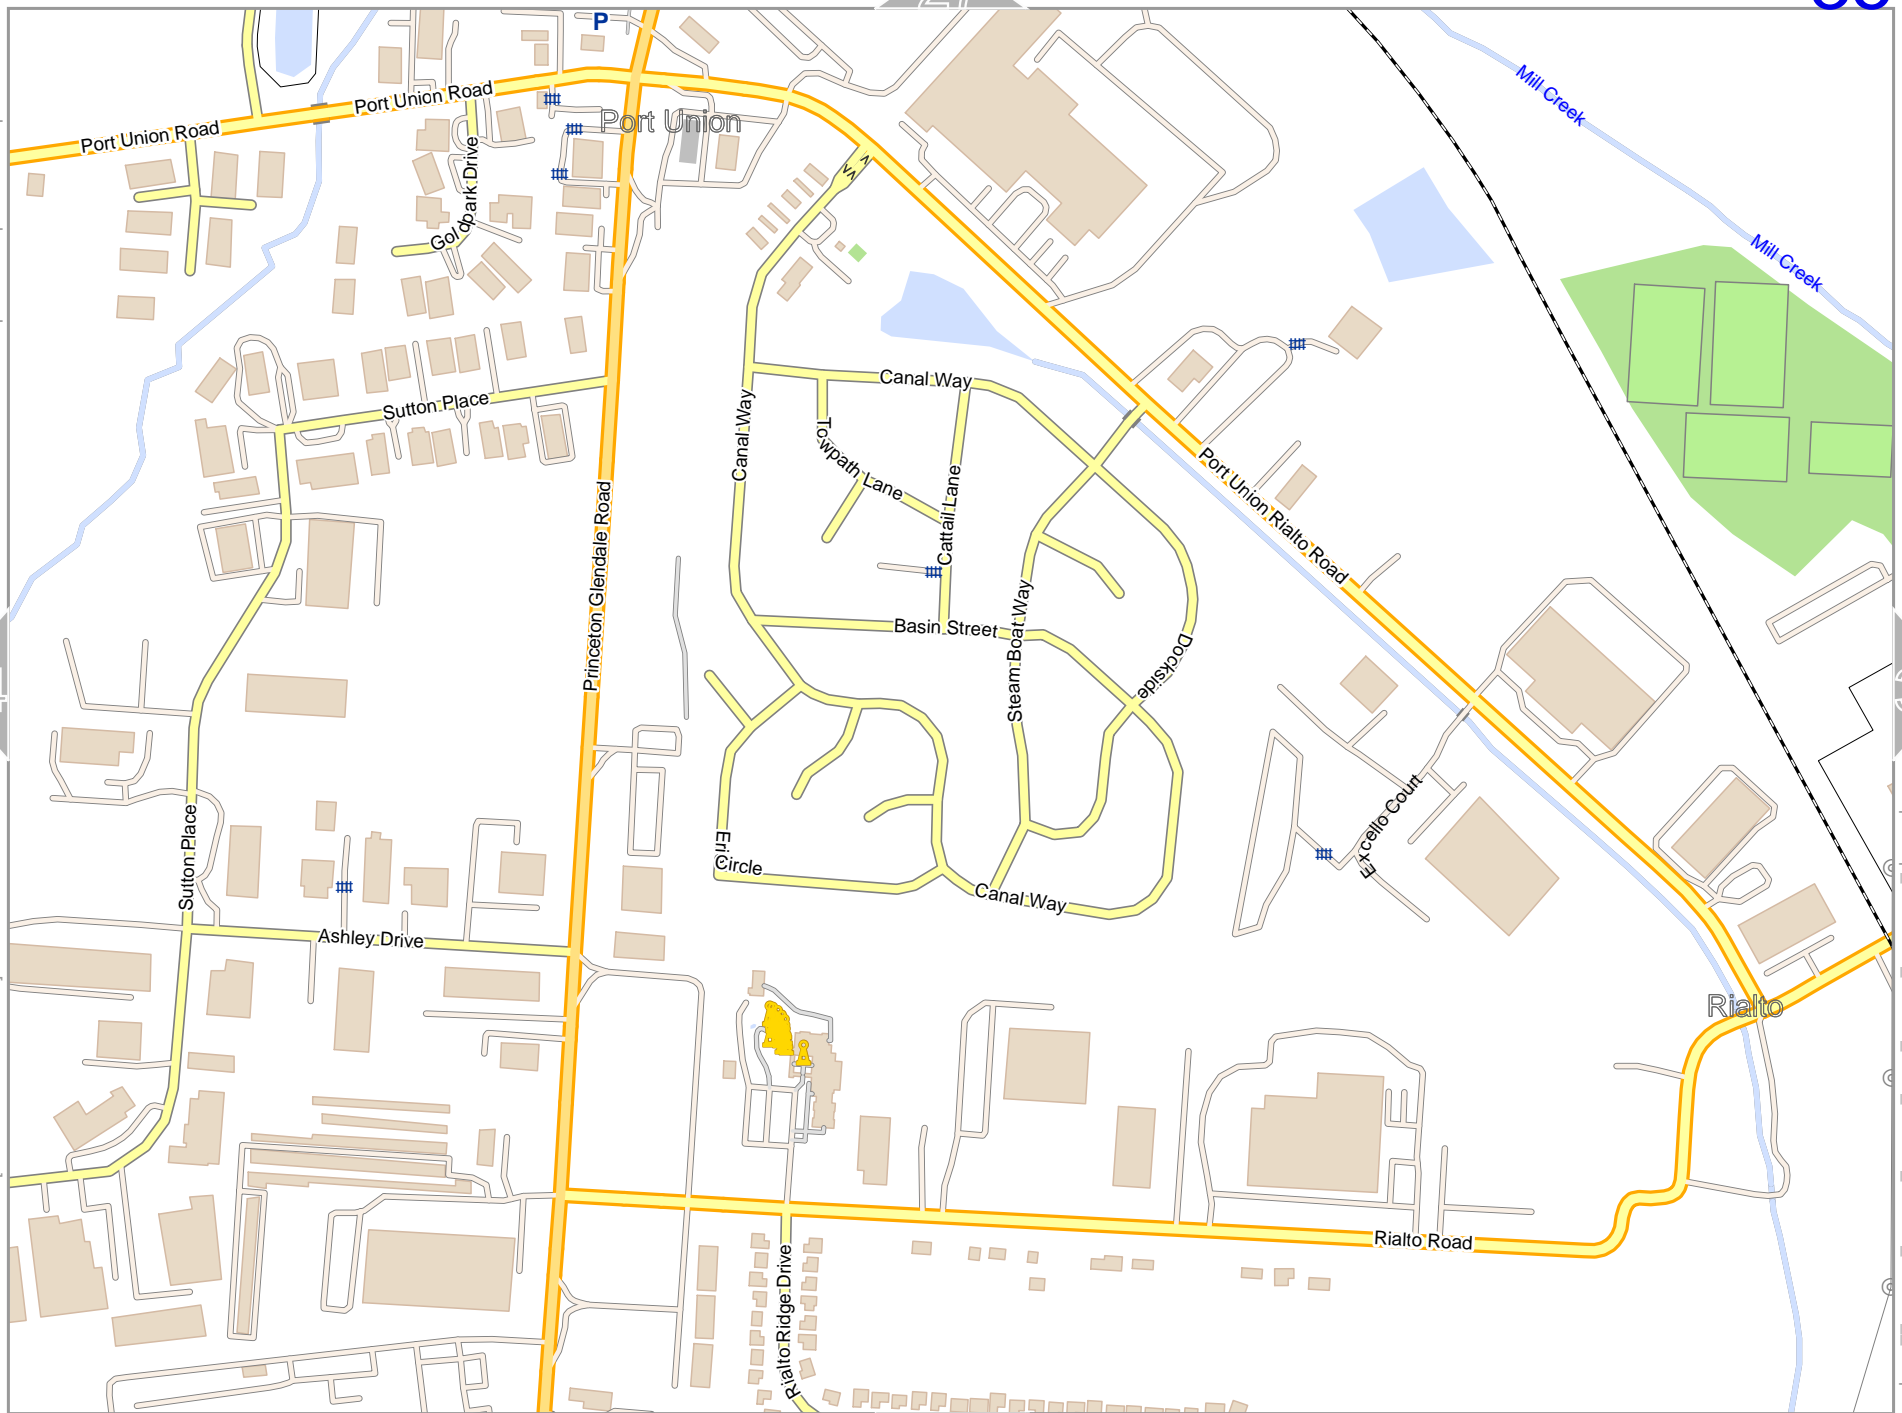 P
Port Union Road
Port Union Road
Port Union
Mill Creek
Mill Creek
Goldpark Drive
Sutton Place
Canal Way
Canal Way
Towpath Lane
Cattail Lane
Port Union Rialto Road
Princeton Glendale Road
Basin Street
Steam Boat Way
Dockside
Excello Court
Sutton Place
Erie
Circle
Canal Way
Ashley Drive
Rialto
Rialto Road
Rialto Ridge Drive